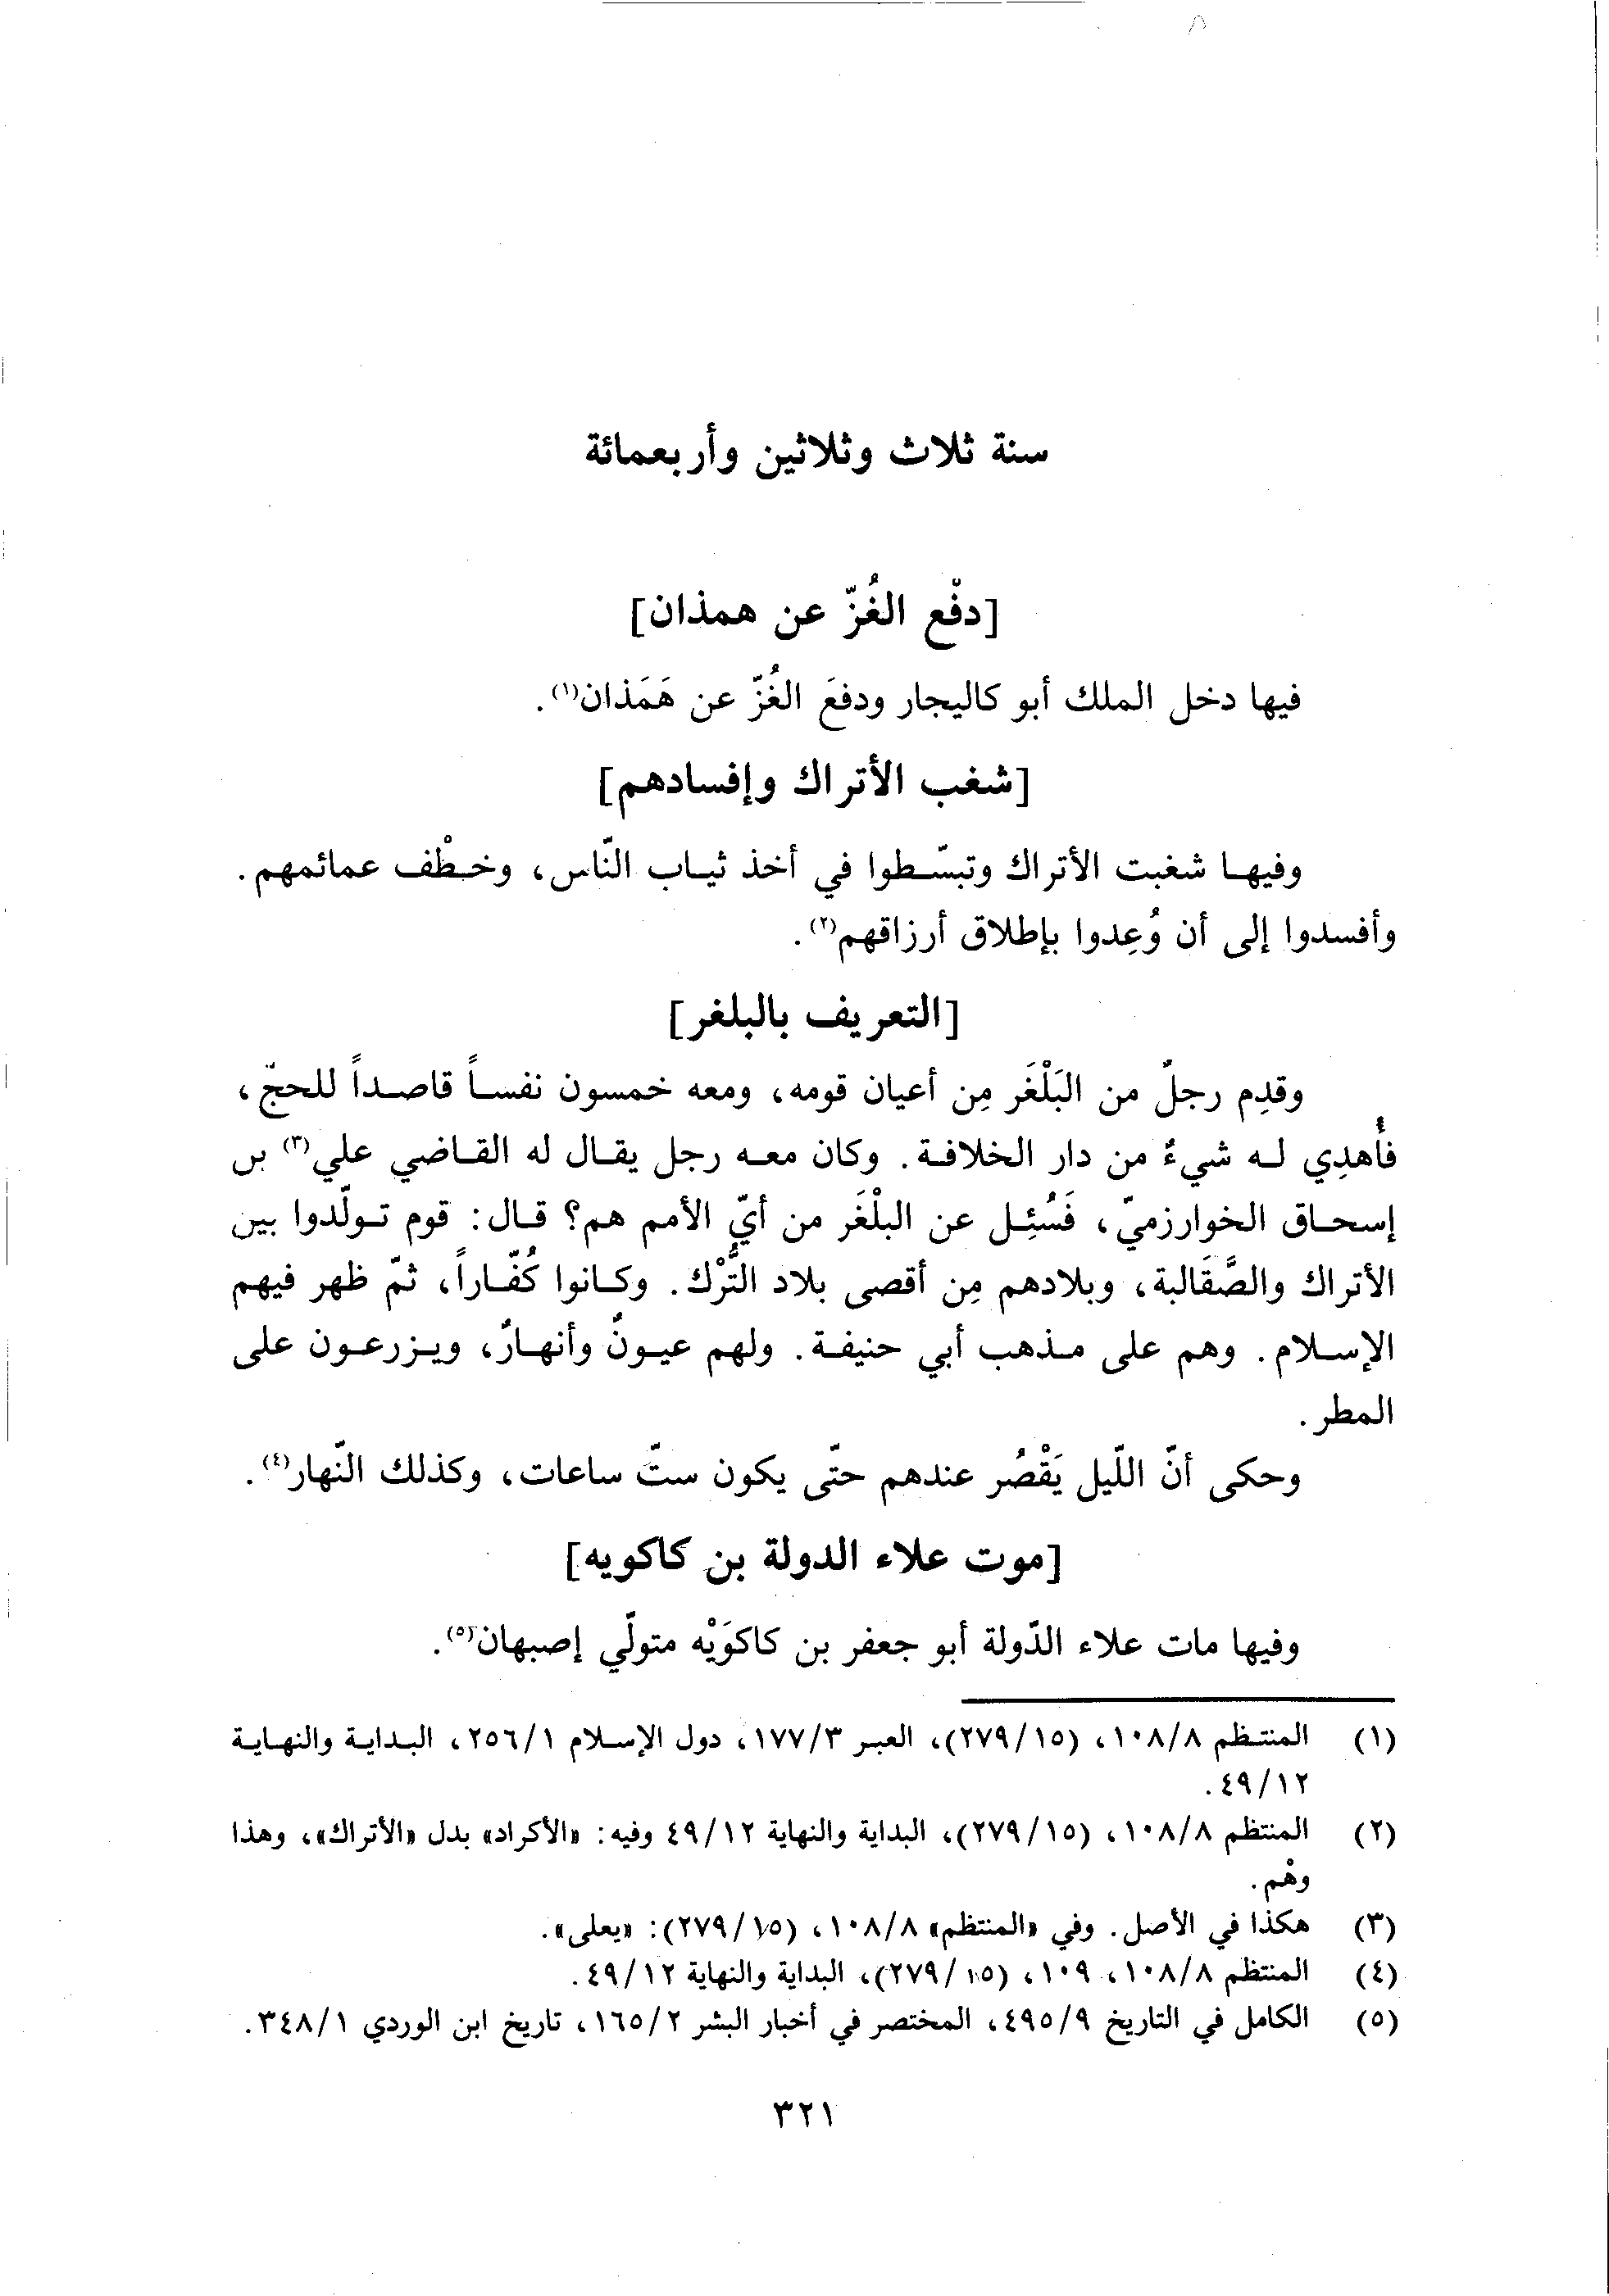 سنة ثلاث وثلاثين وأربعمائة
[دفْع الغُزّ عن همذان]
فيها دخل الملك أبو كاليجار ودفعَ الغُزّ عن هَمَذان(١).
[شغب الأتراك وإفسادهم]
وفيها شغبت الأتراك وتبسّطوا في أخذ ثياب النّاس، وخطْف عمائمهم.
وأفسدوا إلى أن وُعِدوا بإطلاق أرزاقهم(٢).
[التعريف بالبلغر]
وقدِم رجلٌ من البَلْغَر مِن أعيان قومه، ومعه خمسون نفساً قاصداً للحجّ،
فأُهدِي له شيءٌ من دار الخلافة. وكان معه رجل يقال له القاضي علي(٣) بن
إسحاق الخوارزميّ، فَسُئِل عن البلْغَر من أيّ الأمم هم؟ قال: قوم تولّدوا بين
الأتراك والصَّقَالبة، وبلادهم مِن أقصى بلاد التُّرْك. وكانوا كُفّاراً، ثمّ ظهر فيهم
الإسلام. وهم على مذهب أبي حنيفة. ولهم عيونٌ وأنهارٌ، ويزرعون على
المطر.
وحكى أنّ اللّيل يَقْصُر عندهم حتّى يكون ستّ ساعات، وكذلك النّهار(٤).
[موت علاء الدولة بن كاكويه]
وفيها مات علاء الدّولة أبو جعفر بن كاكَوَيْه متولّي إصبهان(٥).
(١) المنتظم ١٠٨/٨، (٢٧٩/١٥)، العبر ١٧٧/٣، دول الإسلام ٢٥٦/١، البداية والنهاية
٤٩/١٢.
(٢) المنتظم ١٠٨/٨، (٢٧٩/١٥)، البداية والنهاية ٤٩/١٢ وفيه: «الأكراد» بدل «الأتراك»، وهذا
وهْم.
(٣) هكذا في الأصل. وفي «المنتظم» ١٠٨/٨، (٢٧٩/١٥): «يعلى».
(٤) المنتظم ١٠٨/٨، ١٠٩، (٢٧٩/١٥)، البداية والنهاية ٤٩/١٢.
(٥) الكامل في التاريخ ٤٩٥/٩، المختصر في أخبار البشر ١٦٥/٢، تاريخ ابن الوردي ٣٤٨/١.
٣٢١